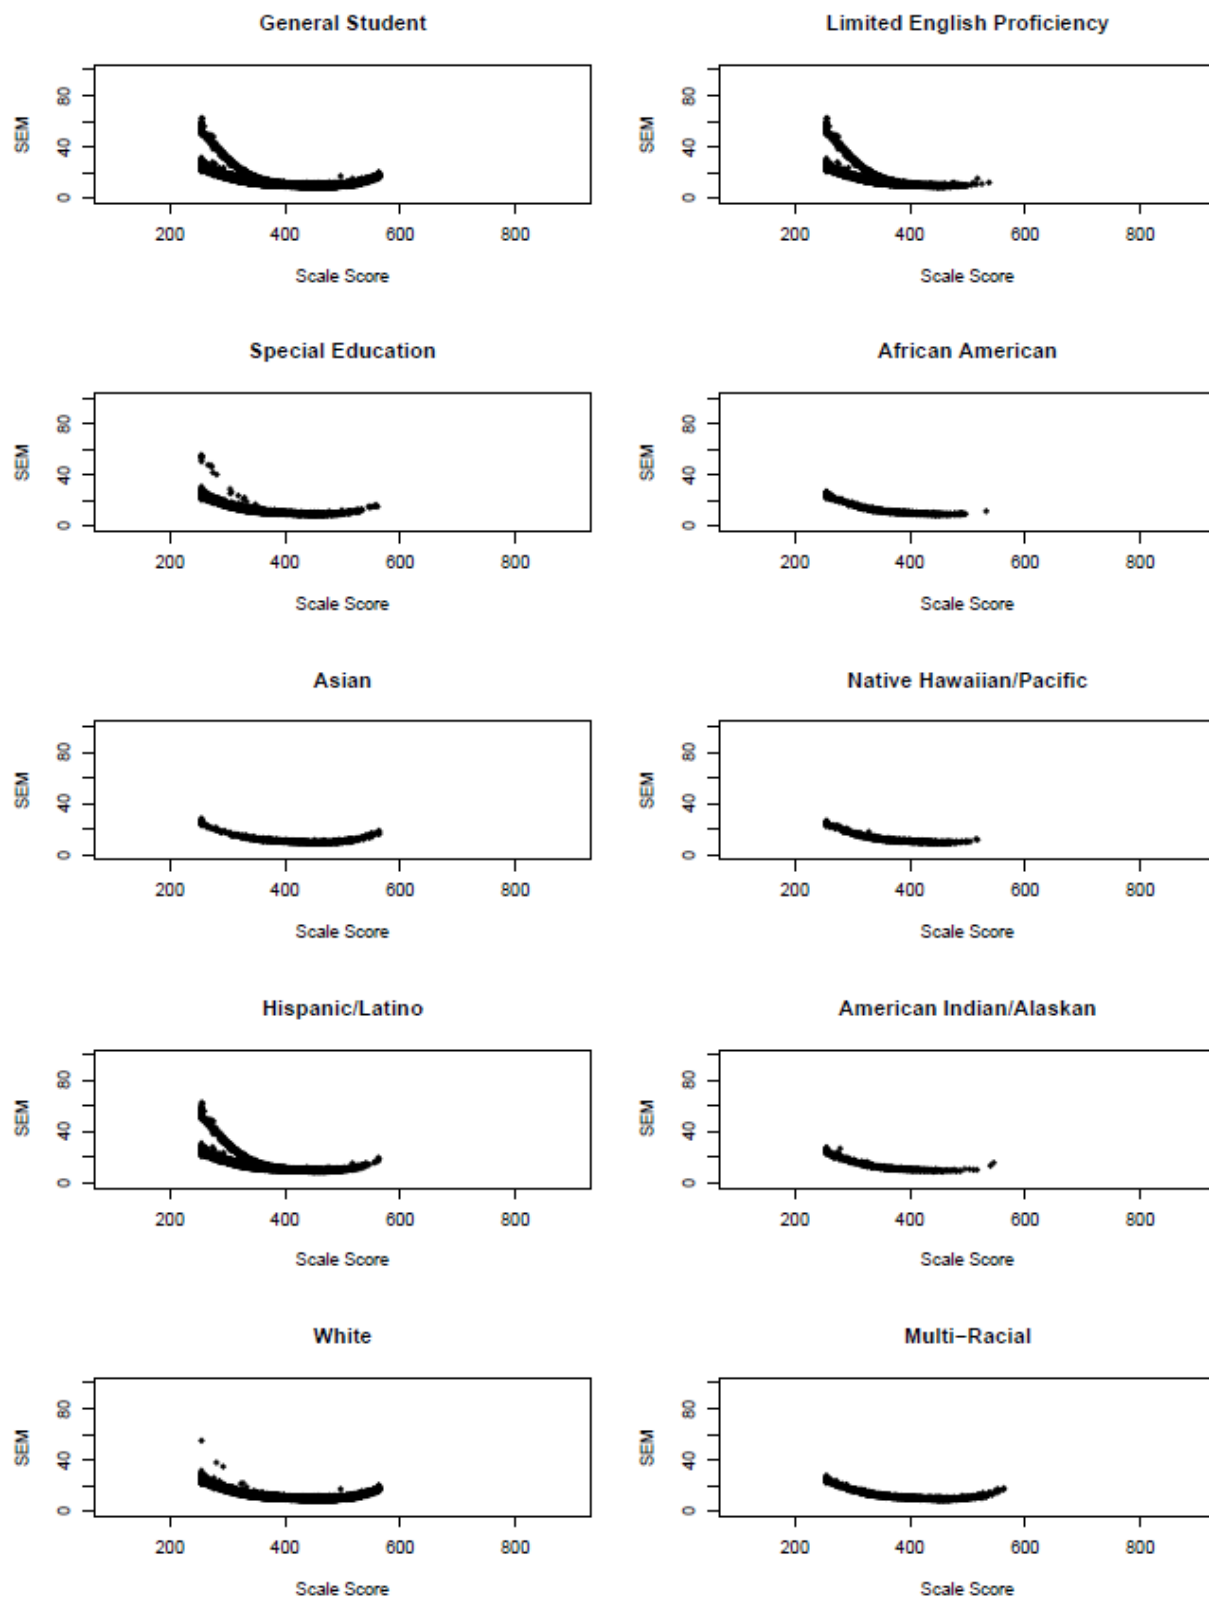 General Student
Limited English Proficiency
SEM
0
40
80
200 400 600 800
Scale Score
SEM
0
40
80
200 400 600 800
Scale Score
Special Education
African American
SEM
0
40
80
200 400 600 800
Scale Score
SEM
0
40
80
200 400 600 800
Scale Score
Asian
Native Hawaiian/Pacific
SEM
0
40
80
200 400 600 800
Scale Score
SEM
0
40
80
200 400 600 800
Scale Score
Hispanic/Latino
American Indian/Alaskan
SEM
0
40
80
200 400 600 800
Scale Score
SEM
0
40
80
200 400 600 800
Scale Score
White
Multi−Racial
SEM
0
40
80
200 400 600 800
Scale Score
SEM
0
40
80
200 400 600 800
Scale Score